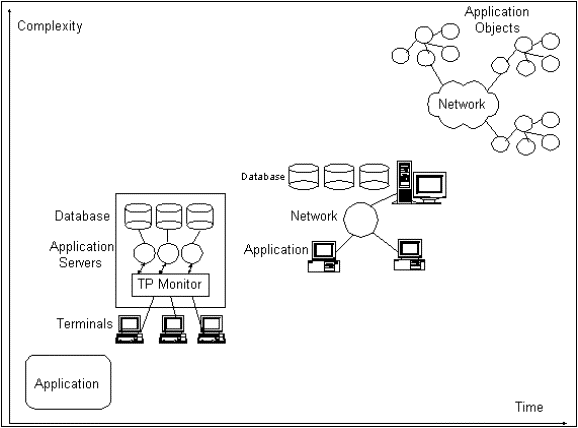 Complexity
Application
Objects
Network
Database
Network
Application
Database
Application
Servers
TP Monitor
Terminals
Application
Time